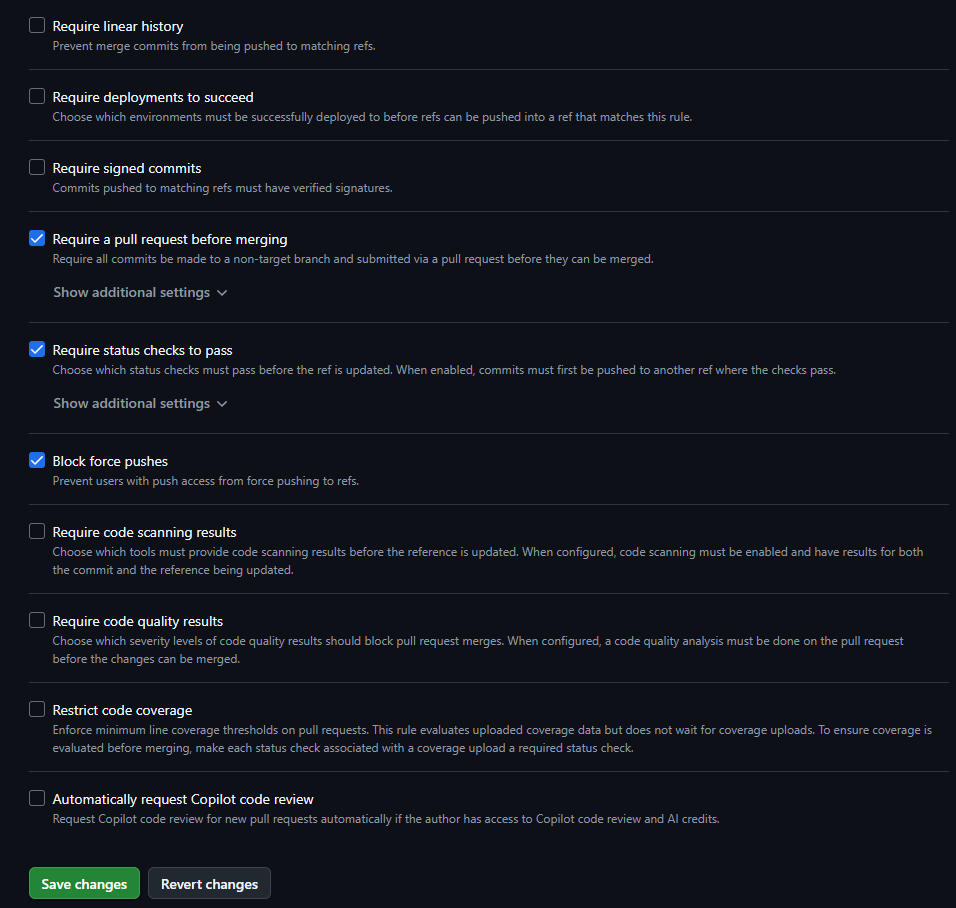 Require linear history
Prevent merge commits from being pushed to matching refs.
Require deployments to succeed
Choose which environments must be successfully deployed to before refs can be pushed into a ref that matches this rule.
Require signed commits
Commits pushed to matching refs must have verified signatures.
Require a pull request before merging
Require all commits be made to a non-target branch and submitted via a pull request before they can be merged.
Show additional settings
Require status checks to pass
Choose which status checks must pass before the ref is updated. When enabled, commits must first be pushed to another ref where the checks pass.
Show additional settings
Block force pushes
Prevent users with push access from force pushing to refs.
Require code scanning results
Choose which tools must provide code scanning results before the reference is updated. When configured, code scanning must be enabled and have results for both
the commit and the reference being updated.
Require code quality results
Choose which severity levels of code quality results should block pull request merges. When configured, a code quality analysis must be done on the pull request
before the changes can be merged.
Restrict code coverage
Enforce minimum line coverage thresholds on pull requests. This rule evaluates uploaded coverage data but does not wait for coverage uploads. To ensure coverage is
evaluated before merging, make each status check associated with a coverage upload a required status check.
Automatically request Copilot code review
Request Copilot code review for new pull requests automatically if the author has access to Copilot code review and AI credits.
Save changes
Revert changes